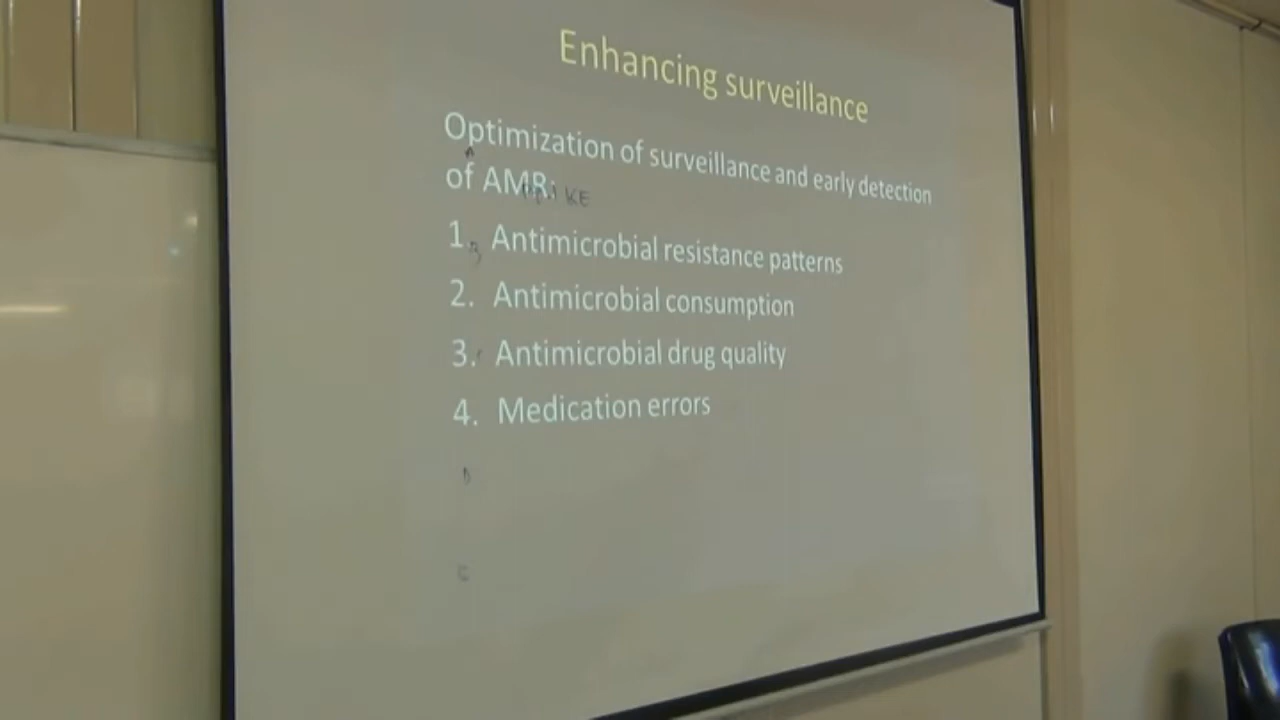 Enhancing surveillance
Optimization of surveillance and early detection
of AMR:
1. Antimicrobial resistance patterns
2. Antimicrobial consumption
3. Antimicrobial drug quality
4. Medication errors